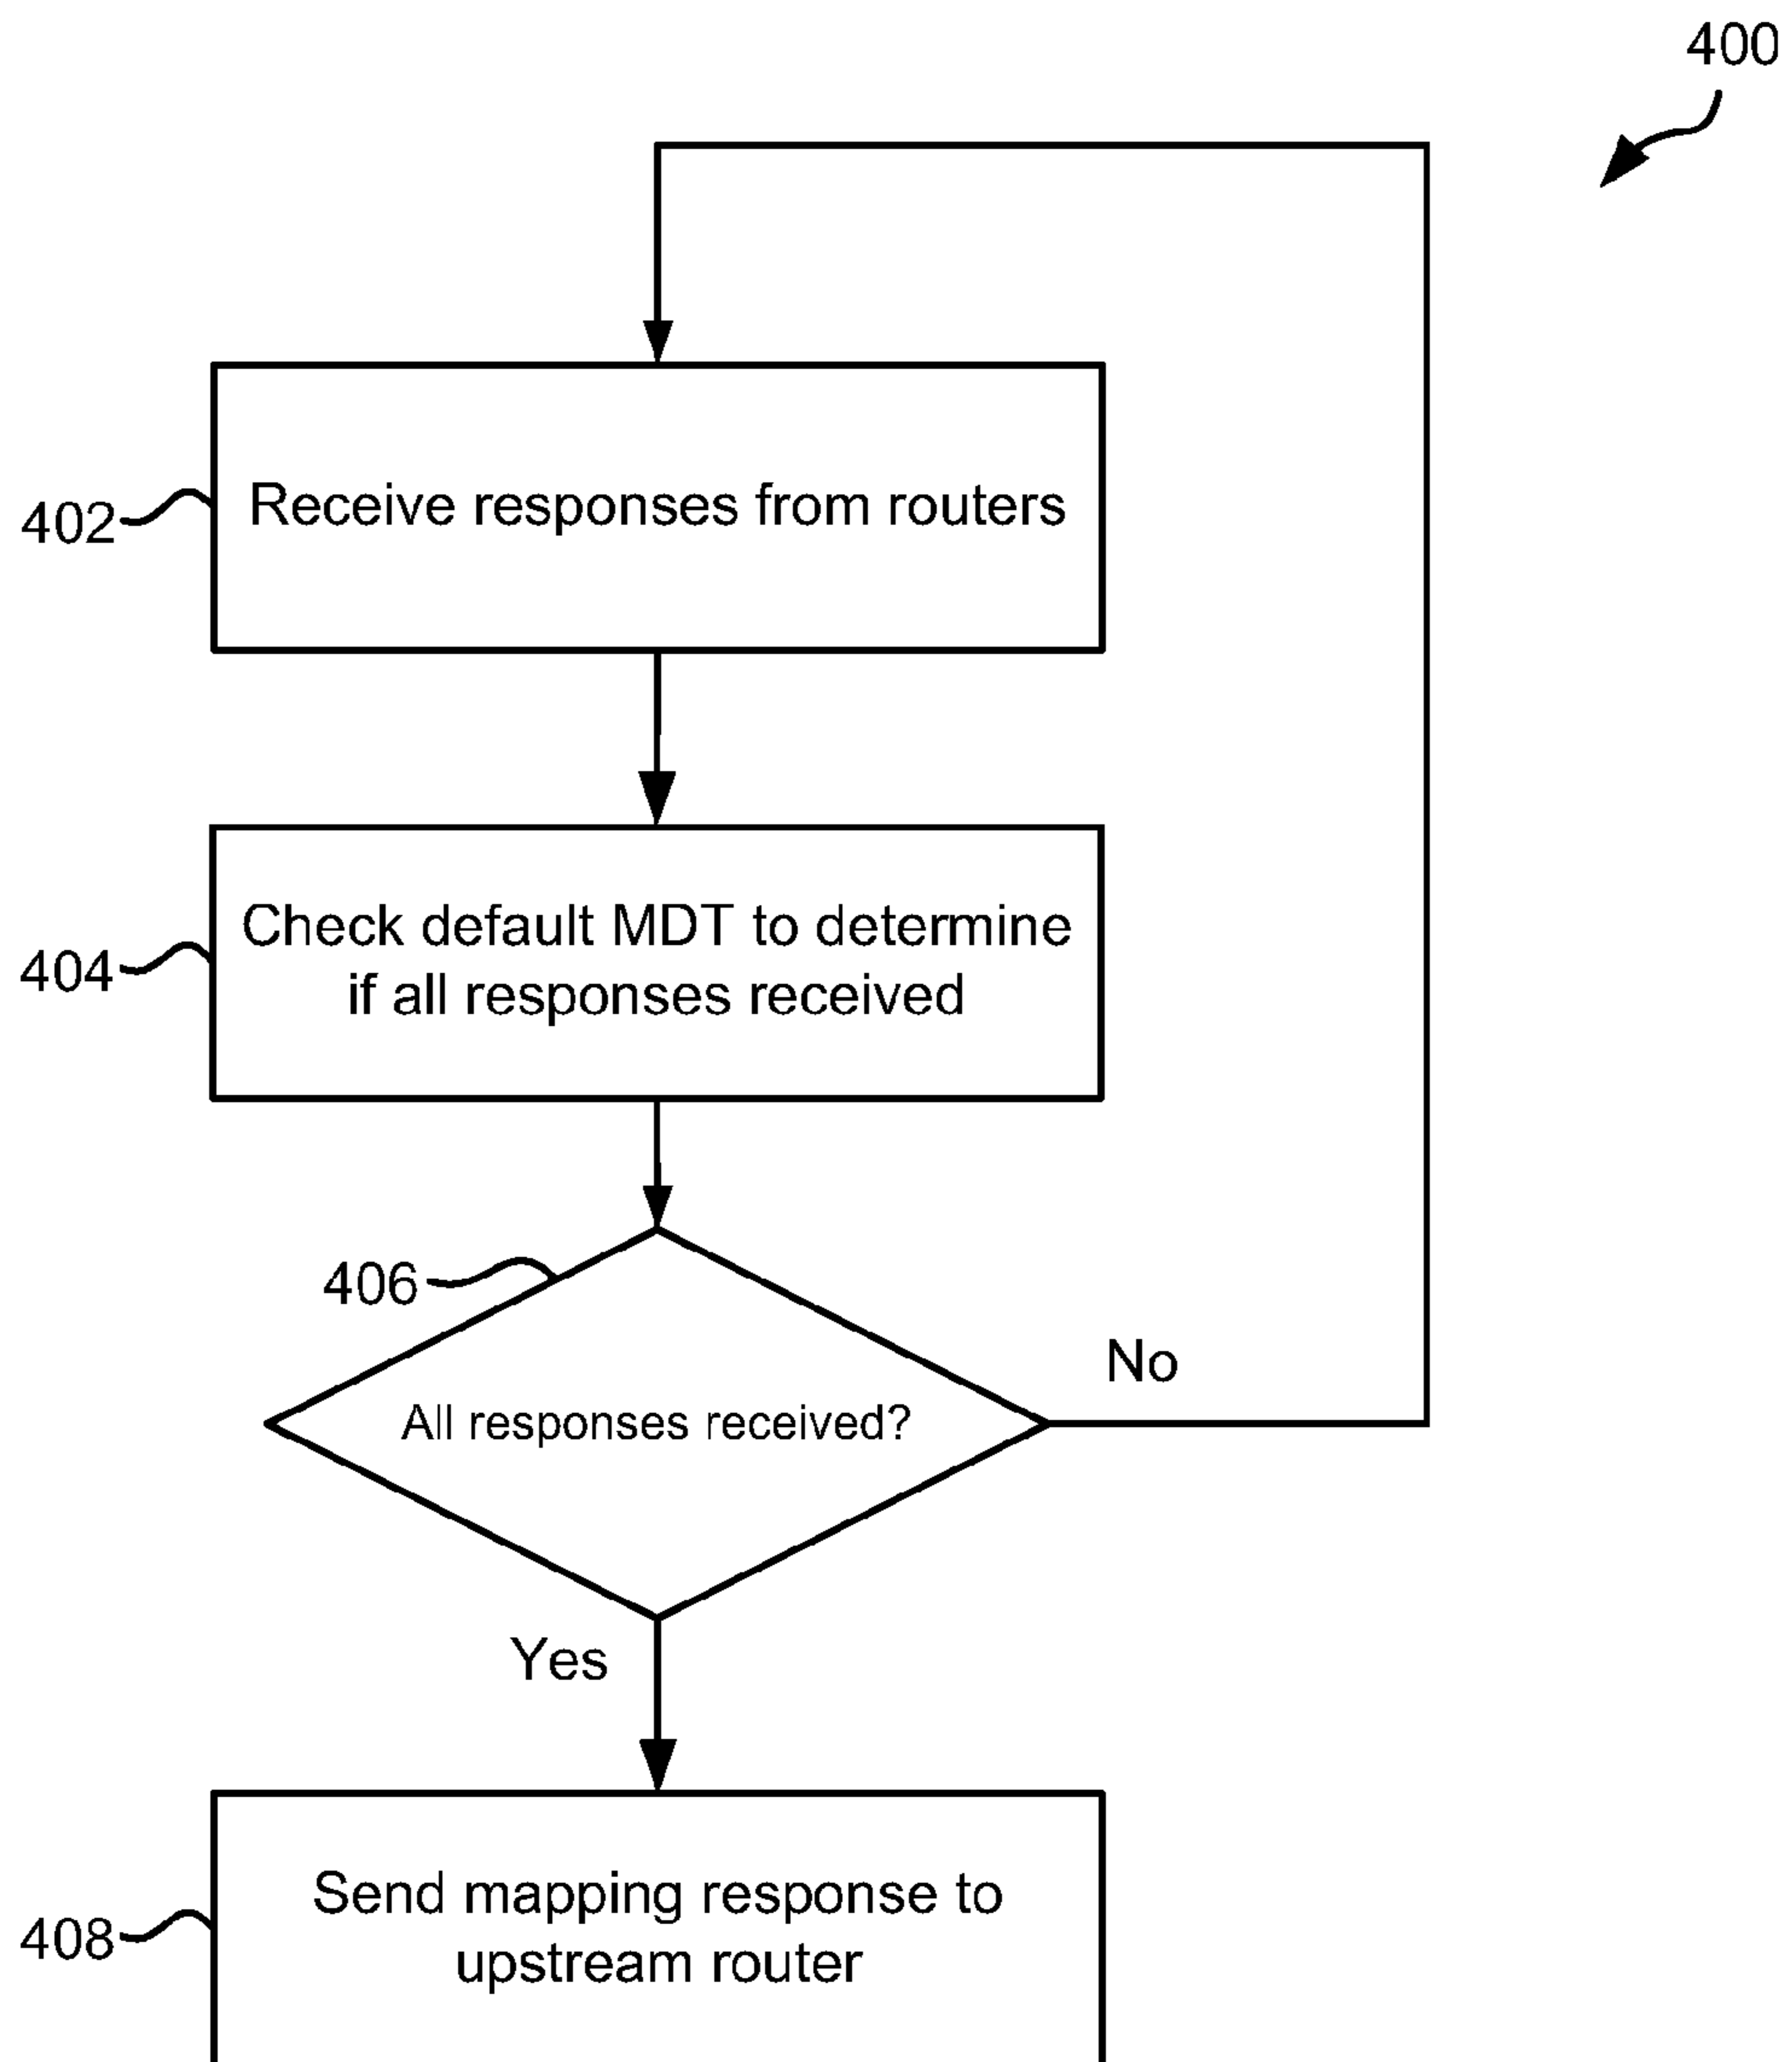 400
402
Receive responses from routers
404
Check default MDT to determine
if all responses received
406
All responses received?
No
Yes
408
Send mapping response to
upstream router